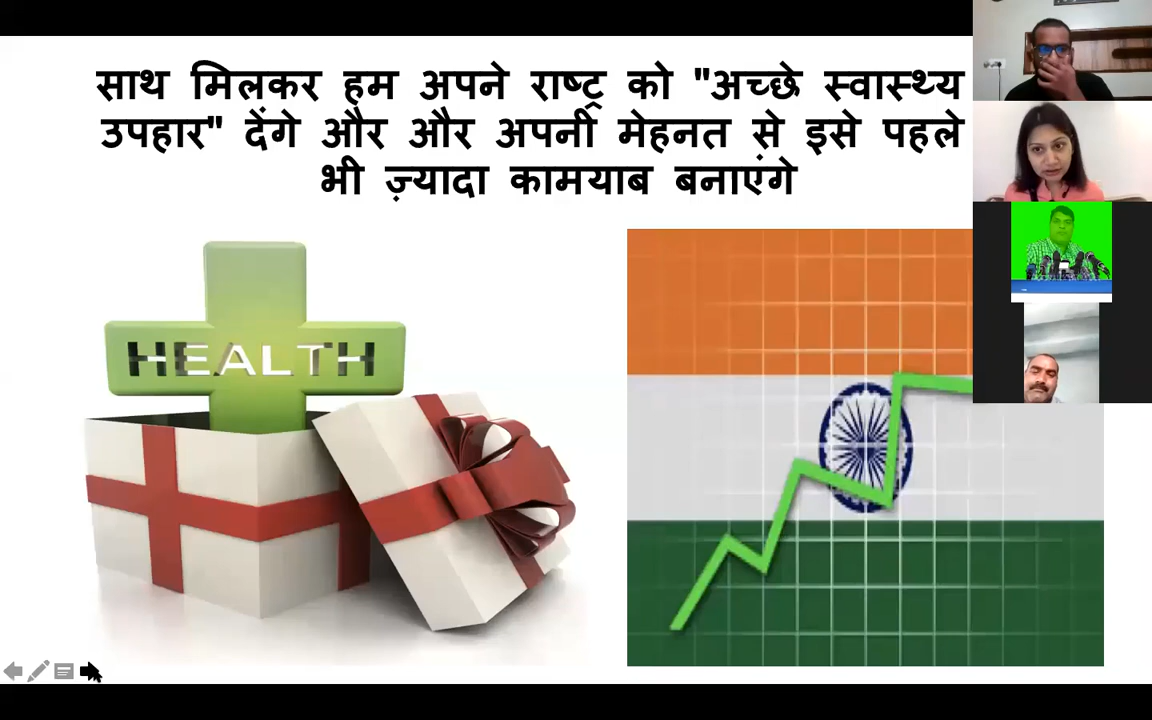 साथ मिलकर हम अपने राष्ट्र को "अच्छे स्वास्थ्य
उपहार" देंगे और और अपनी मेहनत से इसे पहले
भी ज़्यादा कामयाब बनाएंगे
HEALTH